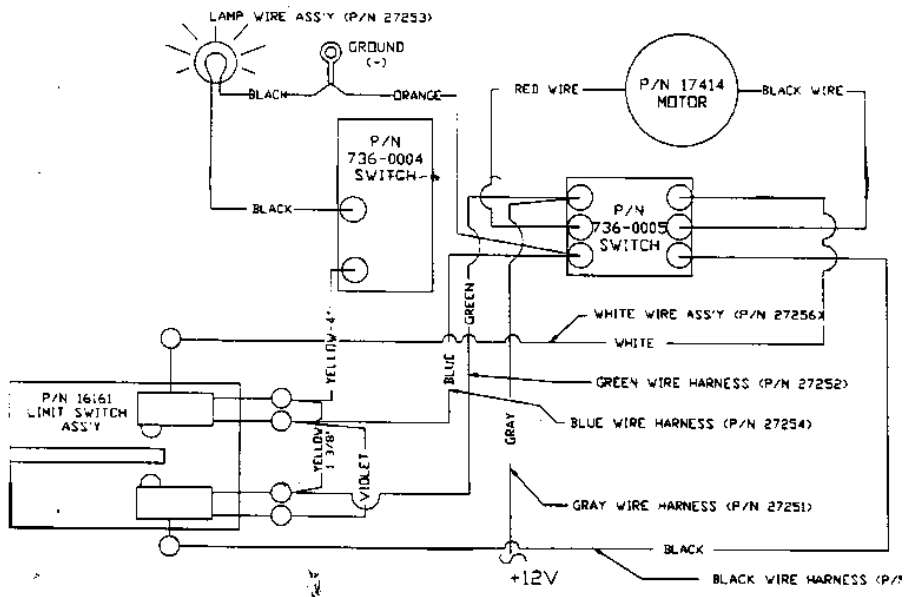 LAMP WIRE ASS'Y (P/N 27253)
GROUND
(-)
BLACK
ORANGE
RED WIRE
P/N 17414
MOTOR
BLACK WIRE
P/N
736-0004
SWITCH
BLACK
P/N
736-0005
SWITCH
GREEN
YELLOW-4"
WHITE WIRE ASS'Y (P/N 27256)
WHITE
BLUE
GREEN WIRE HARNESS (P/N 27252)
P/N 16161
LIMIT SWITCH
ASS'Y
GRAY
BLUE WIRE HARNESS (P/N 27254)
YELLOW
1 3/8"
VIOLET
GRAY WIRE HARNESS (P/N 27251)
BLACK
+12V
BLACK WIRE HARNESS (P/N